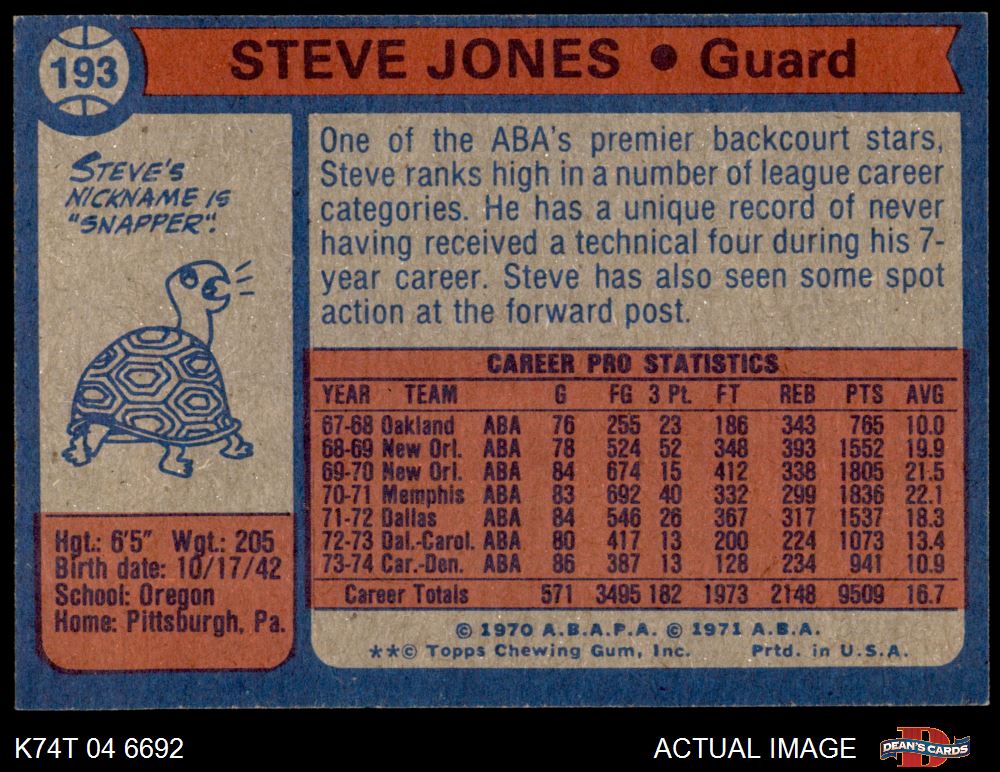 193
STEVE JONES ● Guard
STEVE'S
NICKNAME IS
"SNAPPER".
One of the ABA's premier backcourt stars,
Steve ranks high in a number of league career
categories. He has a unique record of never
having received a technical four during his 7-
year career. Steve has also seen some spot
action at the forward post.
Hgt.: 6'5" Wgt.: 205
Birth date: 10/17/42
School: Oregon
Home: Pittsburgh, Pa.
CAREER PRO STATISTICS
YEAR TEAM G FG 3 Pt. FT REB PTS AVG
67-68 Oakland ABA 76 255 23 186 343 765 10.0
68-69 New Orl. ABA 78 524 52 348 393 1552 19.9
69-70 New Orl. ABA 84 674 15 412 338 1805 21.5
70-71 Memphis ABA 83 692 40 332 299 1836 22.1
71-72 Dallas ABA 84 546 26 367 317 1537 18.3
72-73 Dal.-Carol. ABA 80 417 13 200 224 1073 13.4
73-74 Car.-Den. ABA 86 387 13 128 234 941 10.9
Career Totals 571 3495 182 1973 2148 9509 16.7
© 1970 A.B.A.P.A. © 1971 A.B.A.
**© Topps Chewing Gum, Inc. Prtd. in U.S.A.
K74T 04 6692
ACTUAL IMAGE
D
DEAN'S CARDS